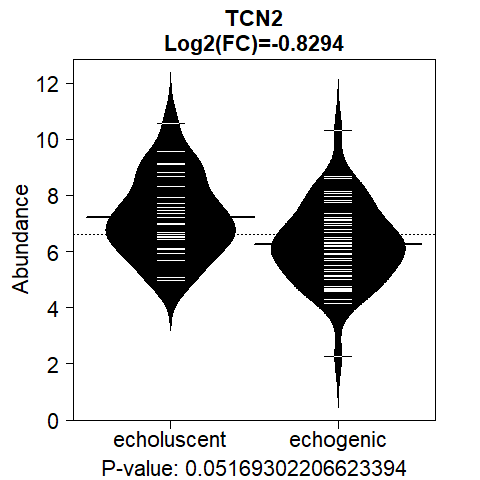 TCN2
Log2(FC)=-0.8294
12
10
8
6
4
2
0
Abundance
echoluscent echogenic
P-value: 0.05169302206623394